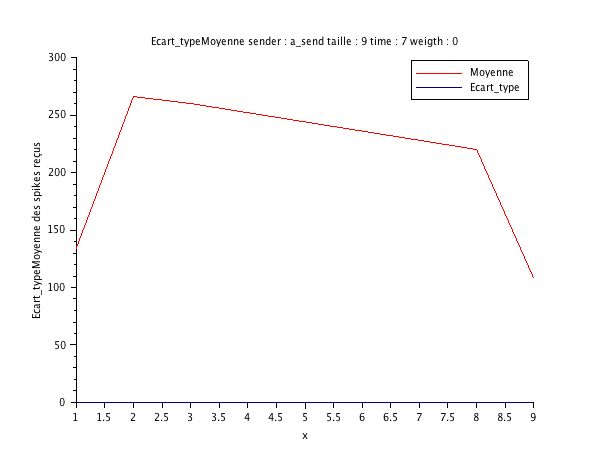 Ecart_typeMoyenne sender : a_send taille : 9 time : 7 weigth : 0
Moyenne
Ecart_type
Ecart_typeMoyenne des spikes reçus
300
250
200
150
100
50
0
1 1.5 2 2.5 3 3.5 4 4.5 5 5.5 6 6.5 7 7.5 8 8.5 9
x